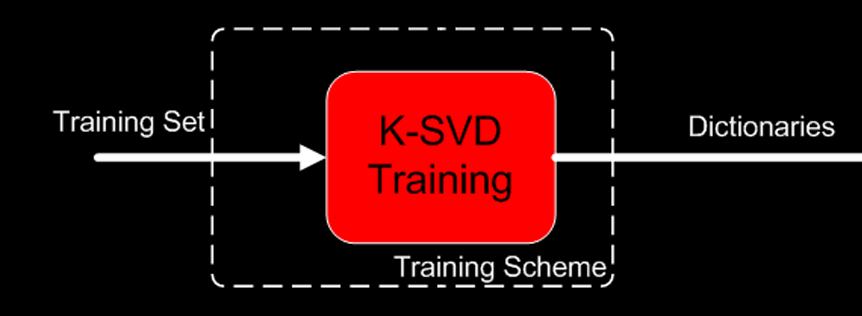 Training Set
K-SVD
Training
Dictionaries
Training Scheme